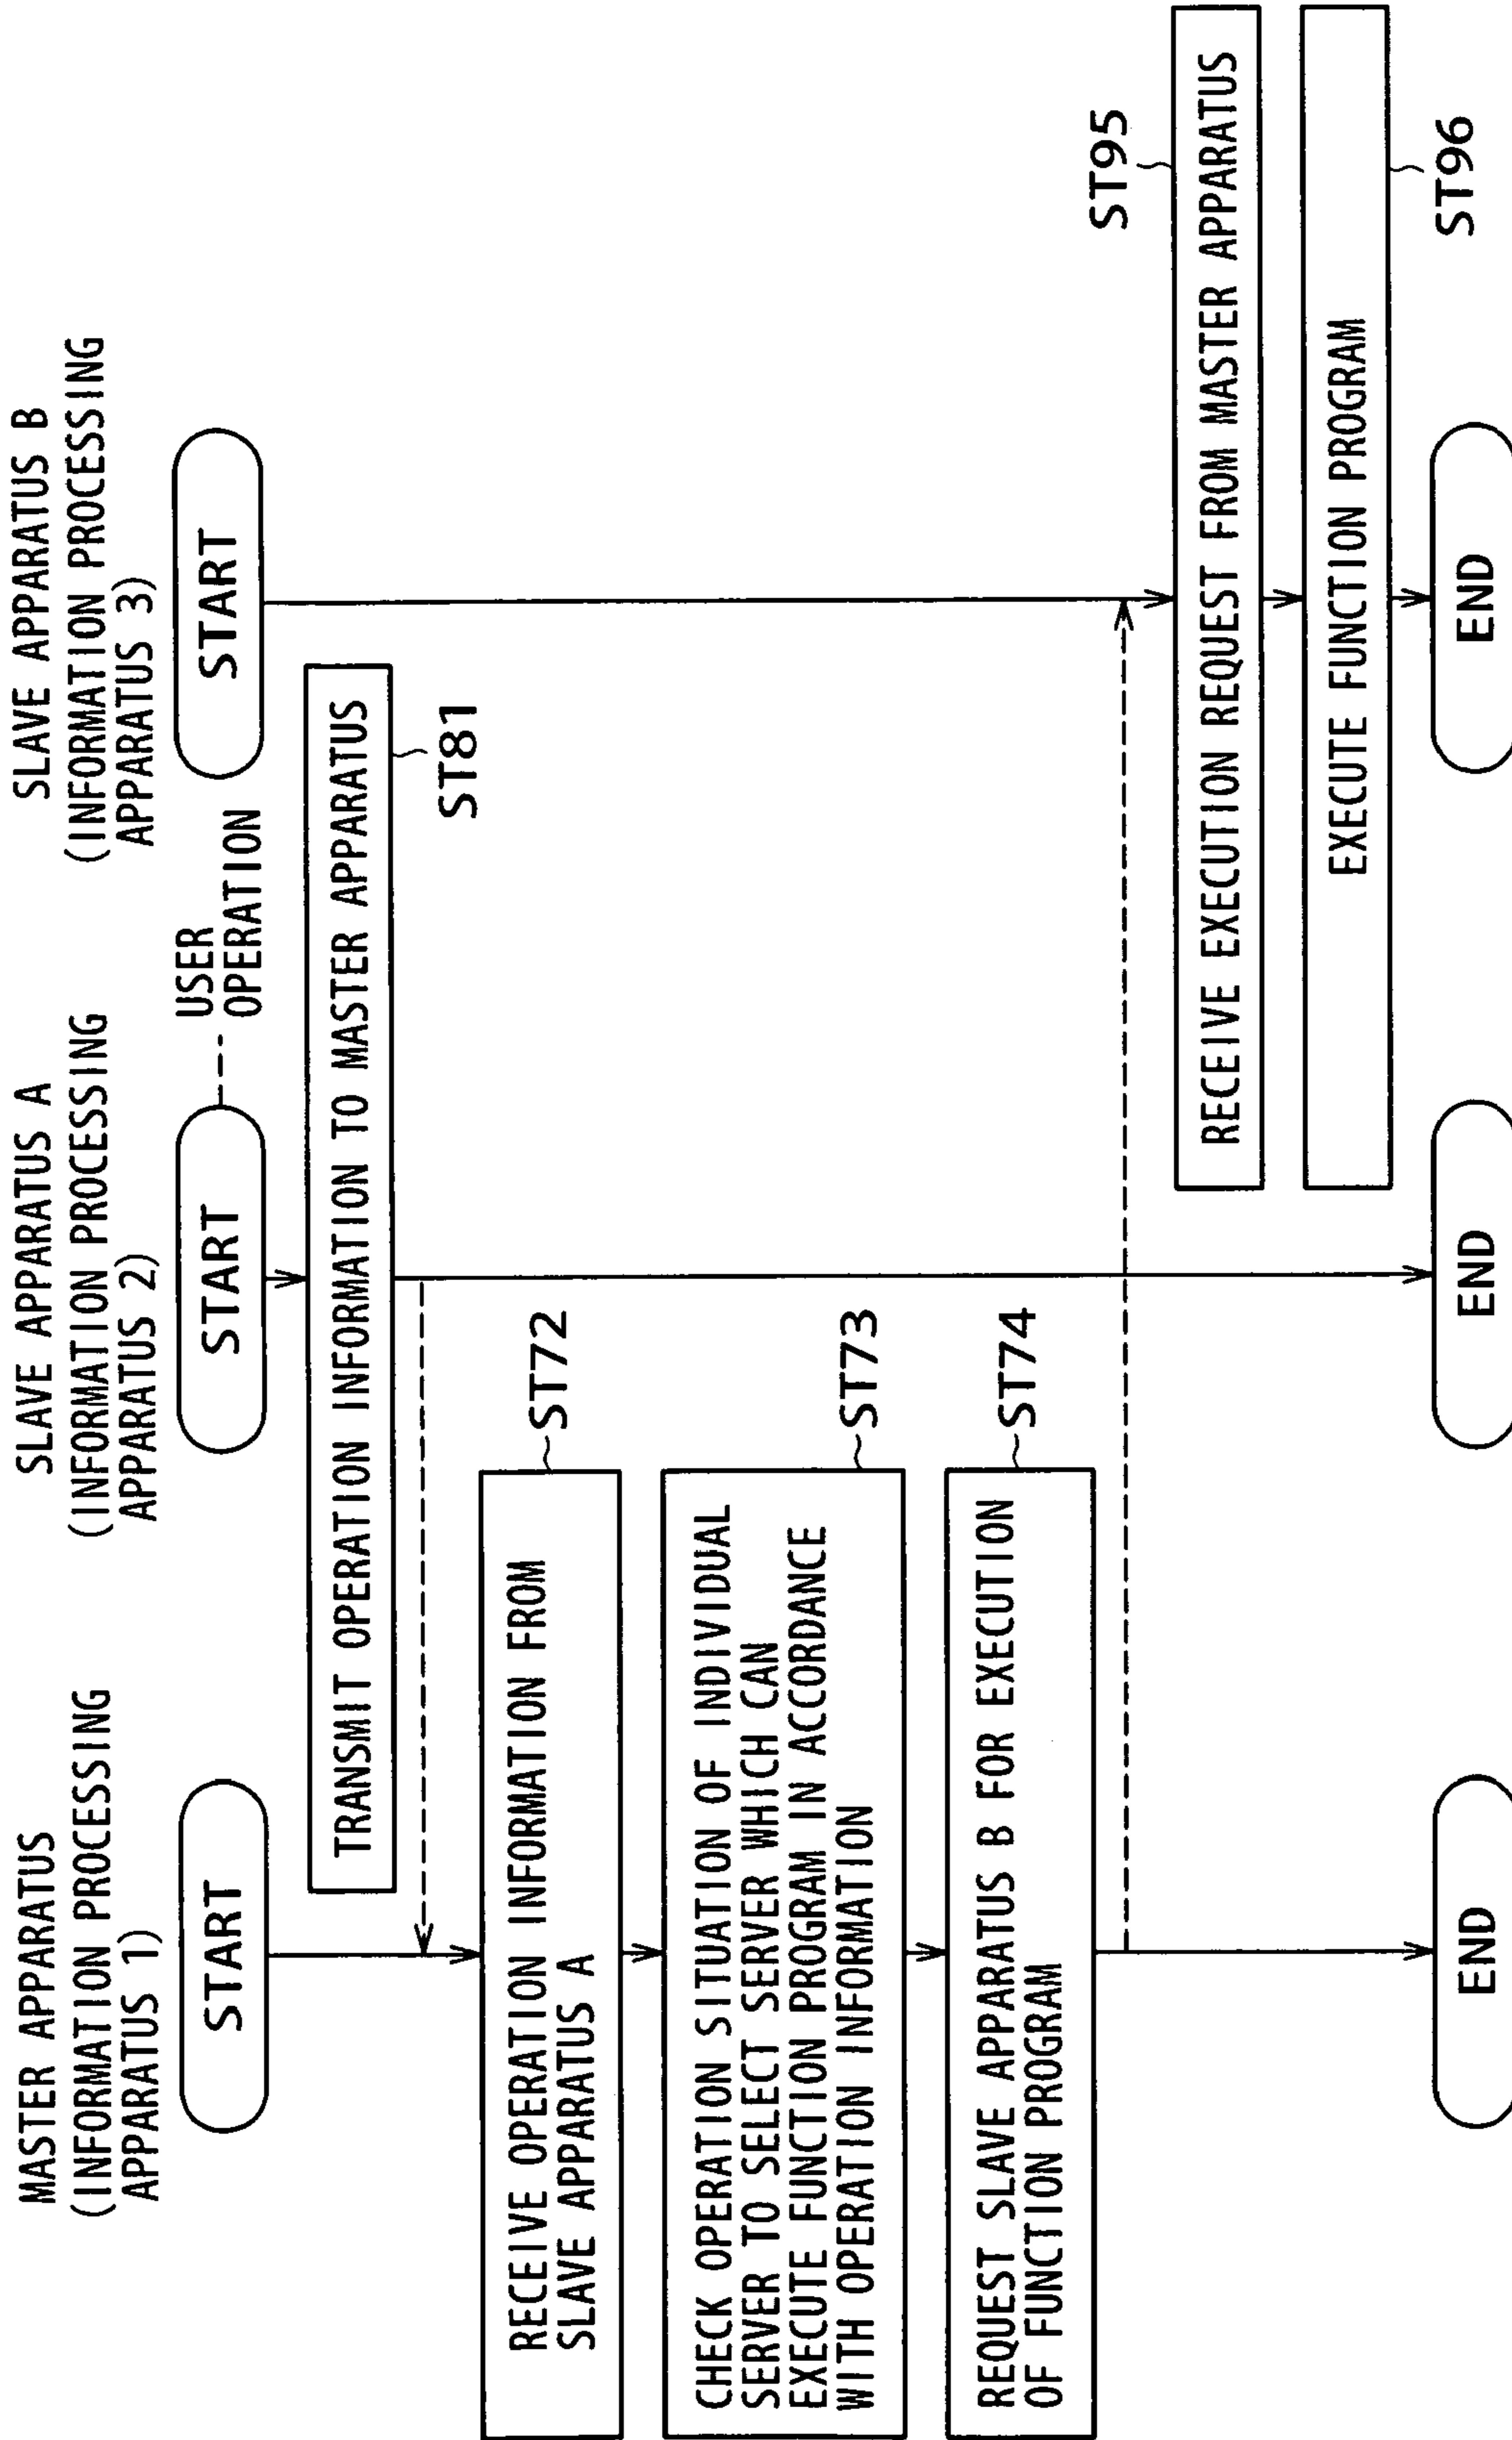 MASTER APPARATUS
(INFORMATION PROCESSING
APPARATUS 1)
SLAVE APPARATUS A
(INFORMATION PROCESSING
APPARATUS 2)
SLAVE APPARATUS B
(INFORMATION PROCESSING
APPARATUS 3)
START
START
USER
OPERATION
START
TRANSMIT OPERATION INFORMATION TO MASTER APPARATUS
ST81
RECEIVE OPERATION INFORMATION FROM
SLAVE APPARATUS A
ST72
CHECK OPERATION SITUATION OF INDIVIDUAL
SERVER TO SELECT SERVER WHICH CAN
EXECUTE FUNCTION PROGRAM IN ACCORDANCE
WITH OPERATION INFORMATION
ST73
REQUEST SLAVE APPARATUS B FOR EXECUTION
OF FUNCTION PROGRAM
ST74
ST95
RECEIVE EXECUTION REQUEST FROM MASTER APPARATUS
EXECUTE FUNCTION PROGRAM
ST96
END
END
END